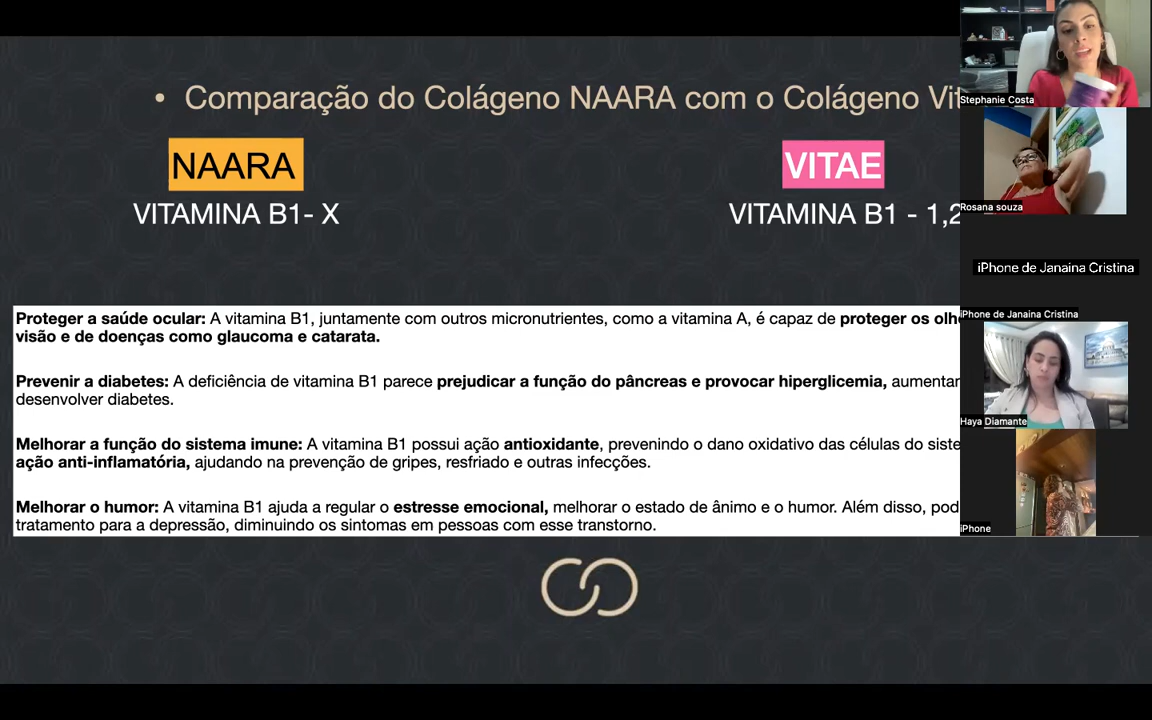 • Comparação do Colágeno NAARA com o Colágeno
NAARA
VITAE
VITAMINA B1- X
VITAMINA B1 - 1,2
Proteger a saúde ocular: A vitamina B1, juntamente com outros micronutrientes, como a vitamina A, é capaz de proteger os
visão e de doenças como glaucoma e catarata.
Prevenir a diabetes: A deficiência de vitamina B1 parece prejudicar a função do pâncreas e provocar hiperglicemia, aumentar
desenvolver diabetes.
Melhorar a função do sistema imune: A vitamina B1 possui ação antioxidante, prevenindo o dano oxidativo das células do
ação anti-inflamatória, ajudando na prevenção de gripes, resfriado e outras infecções.
Melhorar o humor: A vitamina B1 ajuda a regular o estresse emocional, melhorar o estado de ânimo e o humor. Além disso,
tratamento para a depressão, diminuindo os sintomas em pessoas com esse transtorno.
Stephanie Costa
Rosana souza
iPhone de Janaina Cristina
iPhone de Janaina Cristina
Haya Diamante
iPhone